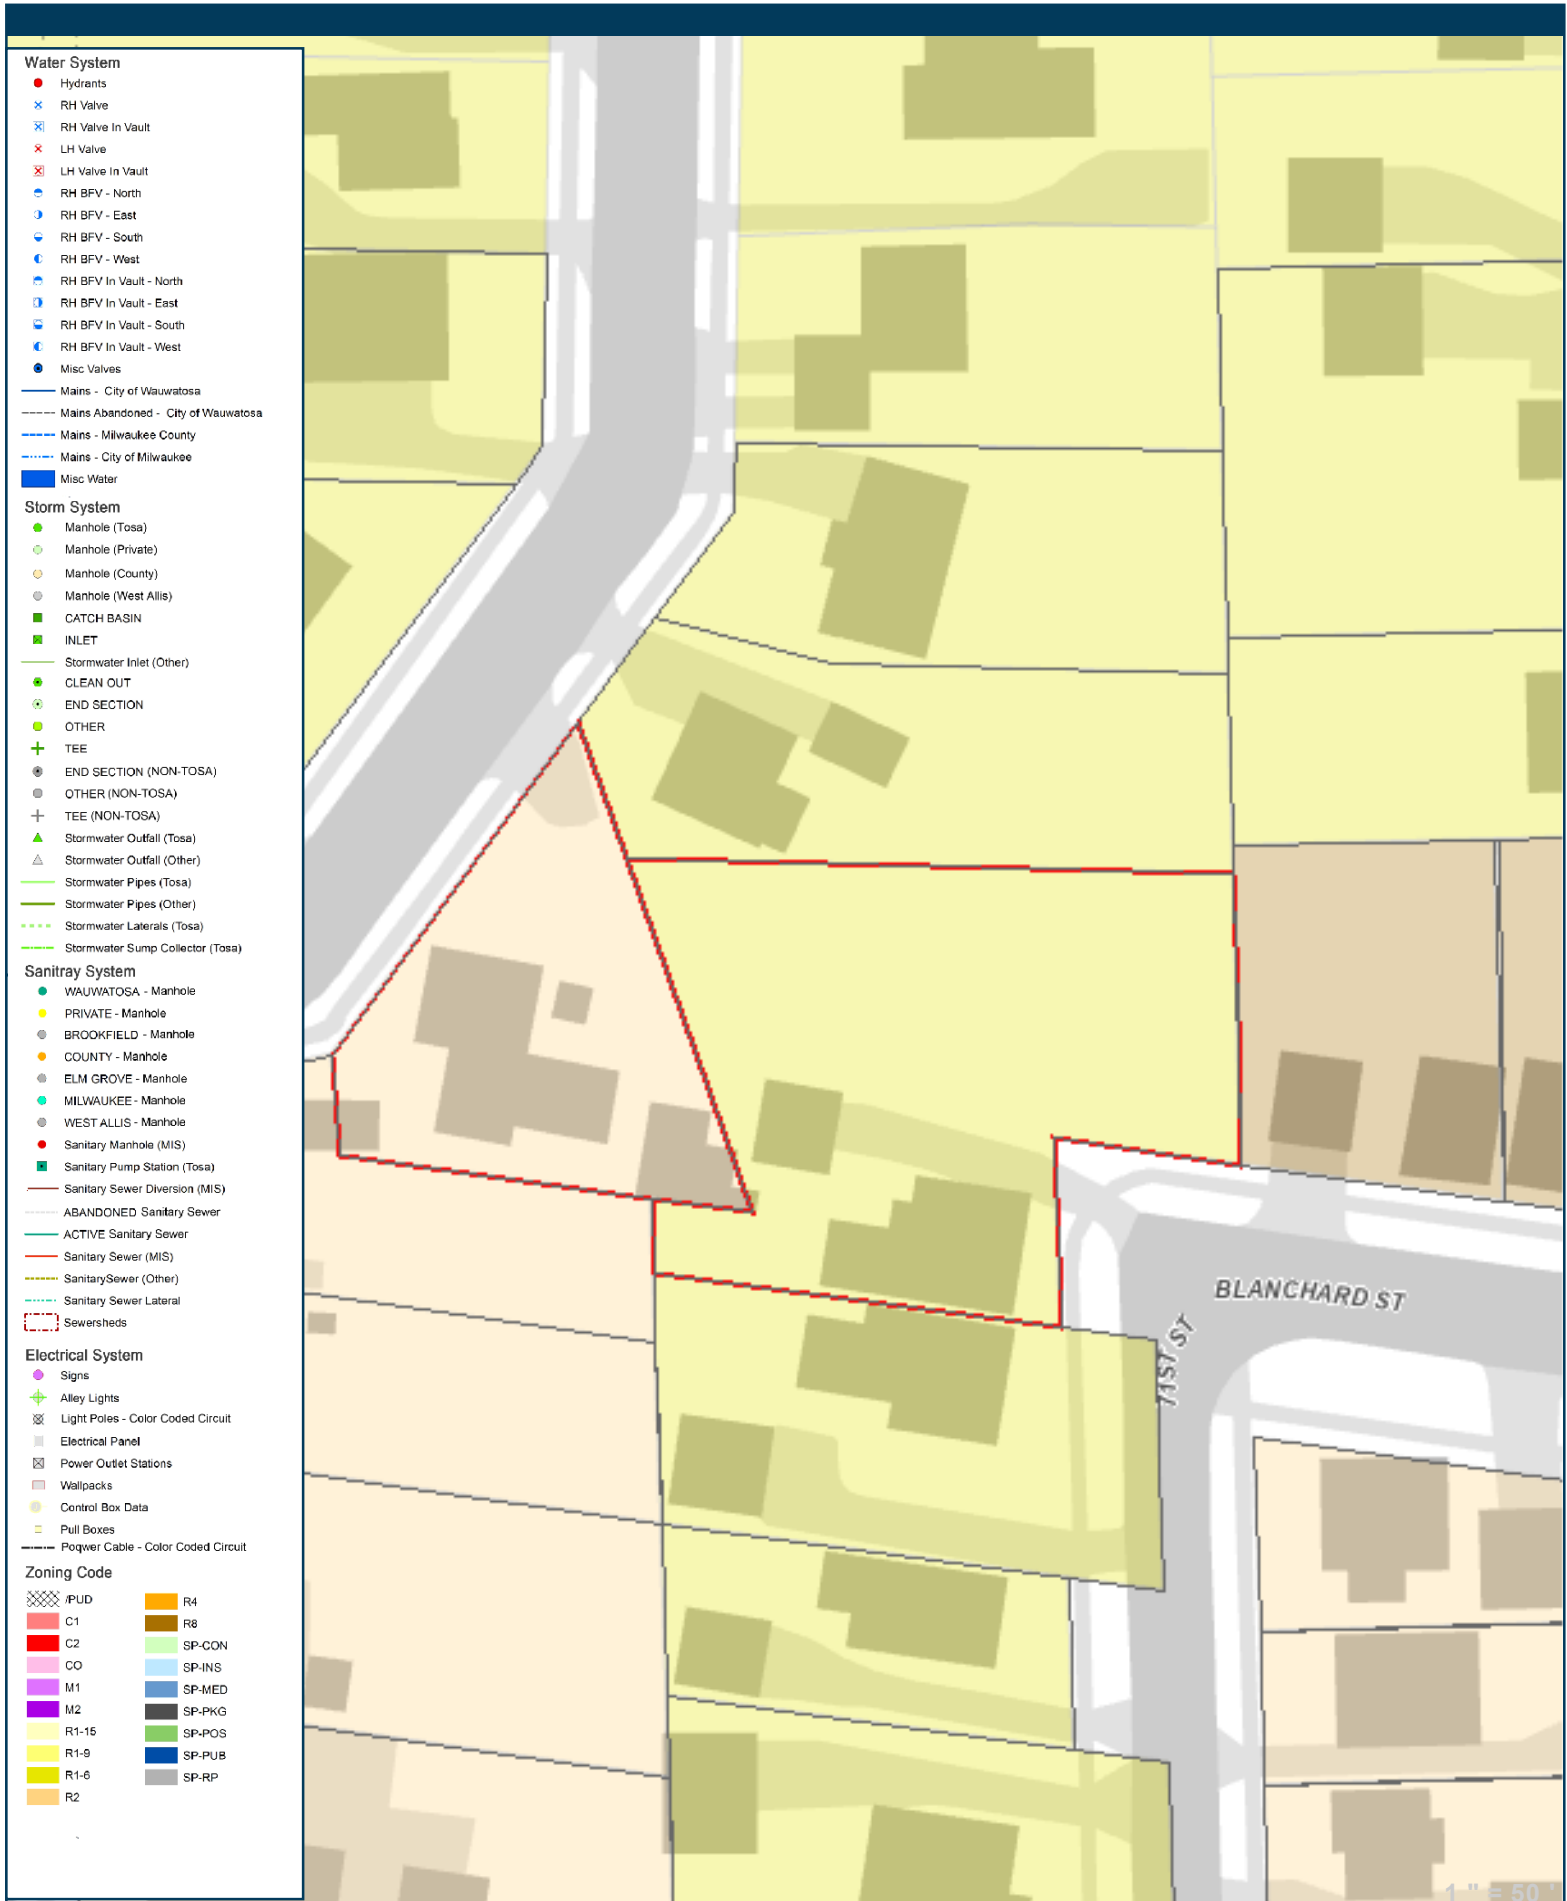 Water System
Hydrants
RH Valve
RH Valve In Vault
LH Valve
LH Valve In Vault
RH BFV - North
RH BFV - East
RH BFV - South
RH BFV - West
RH BFV In Vault - North
RH BFV In Vault - East
RH BFV In Vault - South
RH BFV In Vault - West
Misc Valves
Mains - City of Wauwatosa
Mains Abandoned - City of Wauwatosa
Mains - Milwaukee County
Mains - City of Milwaukee
Misc Water
Storm System
Manhole (Tosa)
Manhole (Private)
Manhole (County)
Manhole (West Allis)
CATCH BASIN
INLET
Stormwater Inlet (Other)
CLEAN OUT
END SECTION
OTHER
TEE
END SECTION (NON-TOSA)
OTHER (NON-TOSA)
TEE (NON-TOSA)
Stormwater Outfall (Tosa)
Stormwater Outfall (Other)
Stormwater Pipes (Tosa)
Stormwater Pipes (Other)
Stormwater Laterals (Tosa)
Stormwater Sump Collector (Tosa)
Sanitray System
WAUWATOSA - Manhole
PRIVATE - Manhole
BROOKFIELD - Manhole
COUNTY - Manhole
ELM GROVE - Manhole
MILWAUKEE - Manhole
WEST ALLIS - Manhole
Sanitary Manhole (MIS)
Sanitary Pump Station (Tosa)
Sanitary Sewer Diversion (MIS)
ABANDONED Sanitary Sewer
ACTIVE Sanitary Sewer
Sanitary Sewer (MIS)
SanitarySewer (Other)
Sanitary Sewer Lateral
Sewersheds
Electrical System
Signs
Alley Lights
Light Poles - Color Coded Circuit
Electrical Panel
Power Outlet Stations
Wallpacks
Control Box Data
Pull Boxes
Poqwer Cable - Color Coded Circuit
Zoning Code
/PUD
C1
C2
CO
M1
M2
R1-15
R1-9
R1-6
R2
R4
R8
SP-CON
SP-INS
SP-MED
SP-PKG
SP-POS
SP-PUB
SP-RP
BLANCHARD ST
71ST ST
1 " = 50 '